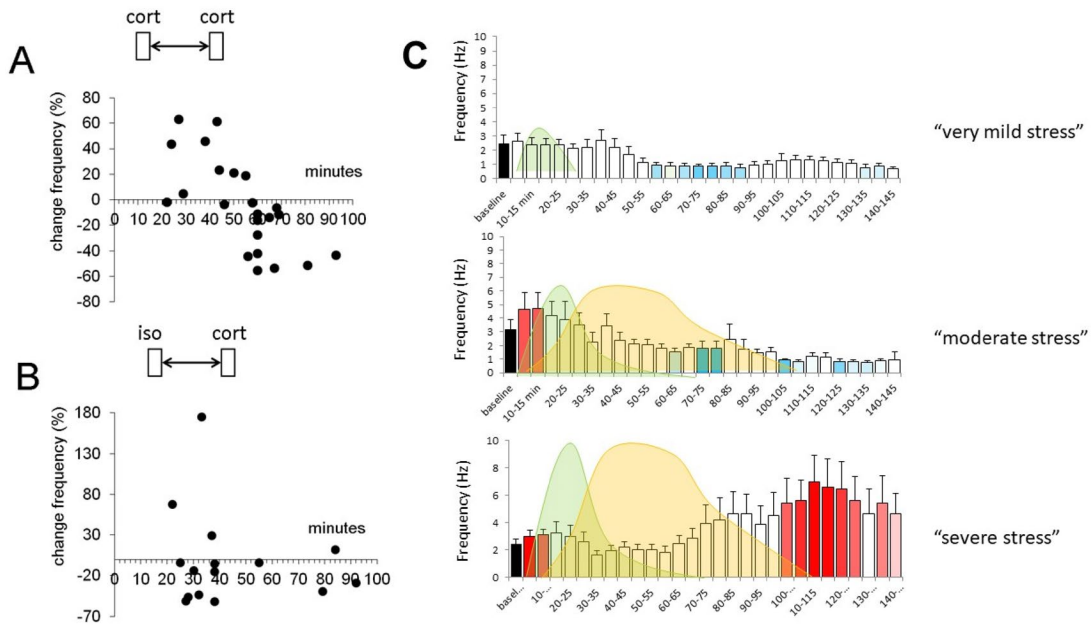 cort cort
A
change frequency (%)
80
60
40
20
0
-20
-40
-60
-80
minutes
0 10 20 30 40 50 60 70 80 90 100
iso cort
B
change frequency (%)
180
130
80
30
-20
-70
minutes
0 10 20 30 40 50 60 70 80 90 100
C
Frequency (Hz)
10
9
8
7
6
5
4
3
2
1
0
baseline 10-15 min 20-25 30-35 40-45 50-55 60-65 70-75 80-85 90-95 100-105 110-115 120-125 130-135 140-145
"very mild stress"
Frequency (Hz)
10
9
8
7
6
5
4
3
2
1
0
baseline 10-15 min 20-25 30-35 40-45 50-55 60-65 70-75 80-85 90-95 100-105 110-115 120-125 130-135 140-145
"moderate stress"
Frequency (Hz)
10
8
6
4
2
0
basel... 10-... 20-25 30-35 40-45 50-55 60-65 70-75 80-85 90-95 100-... 10-115 120-... 130-... 140-...
"severe stress"